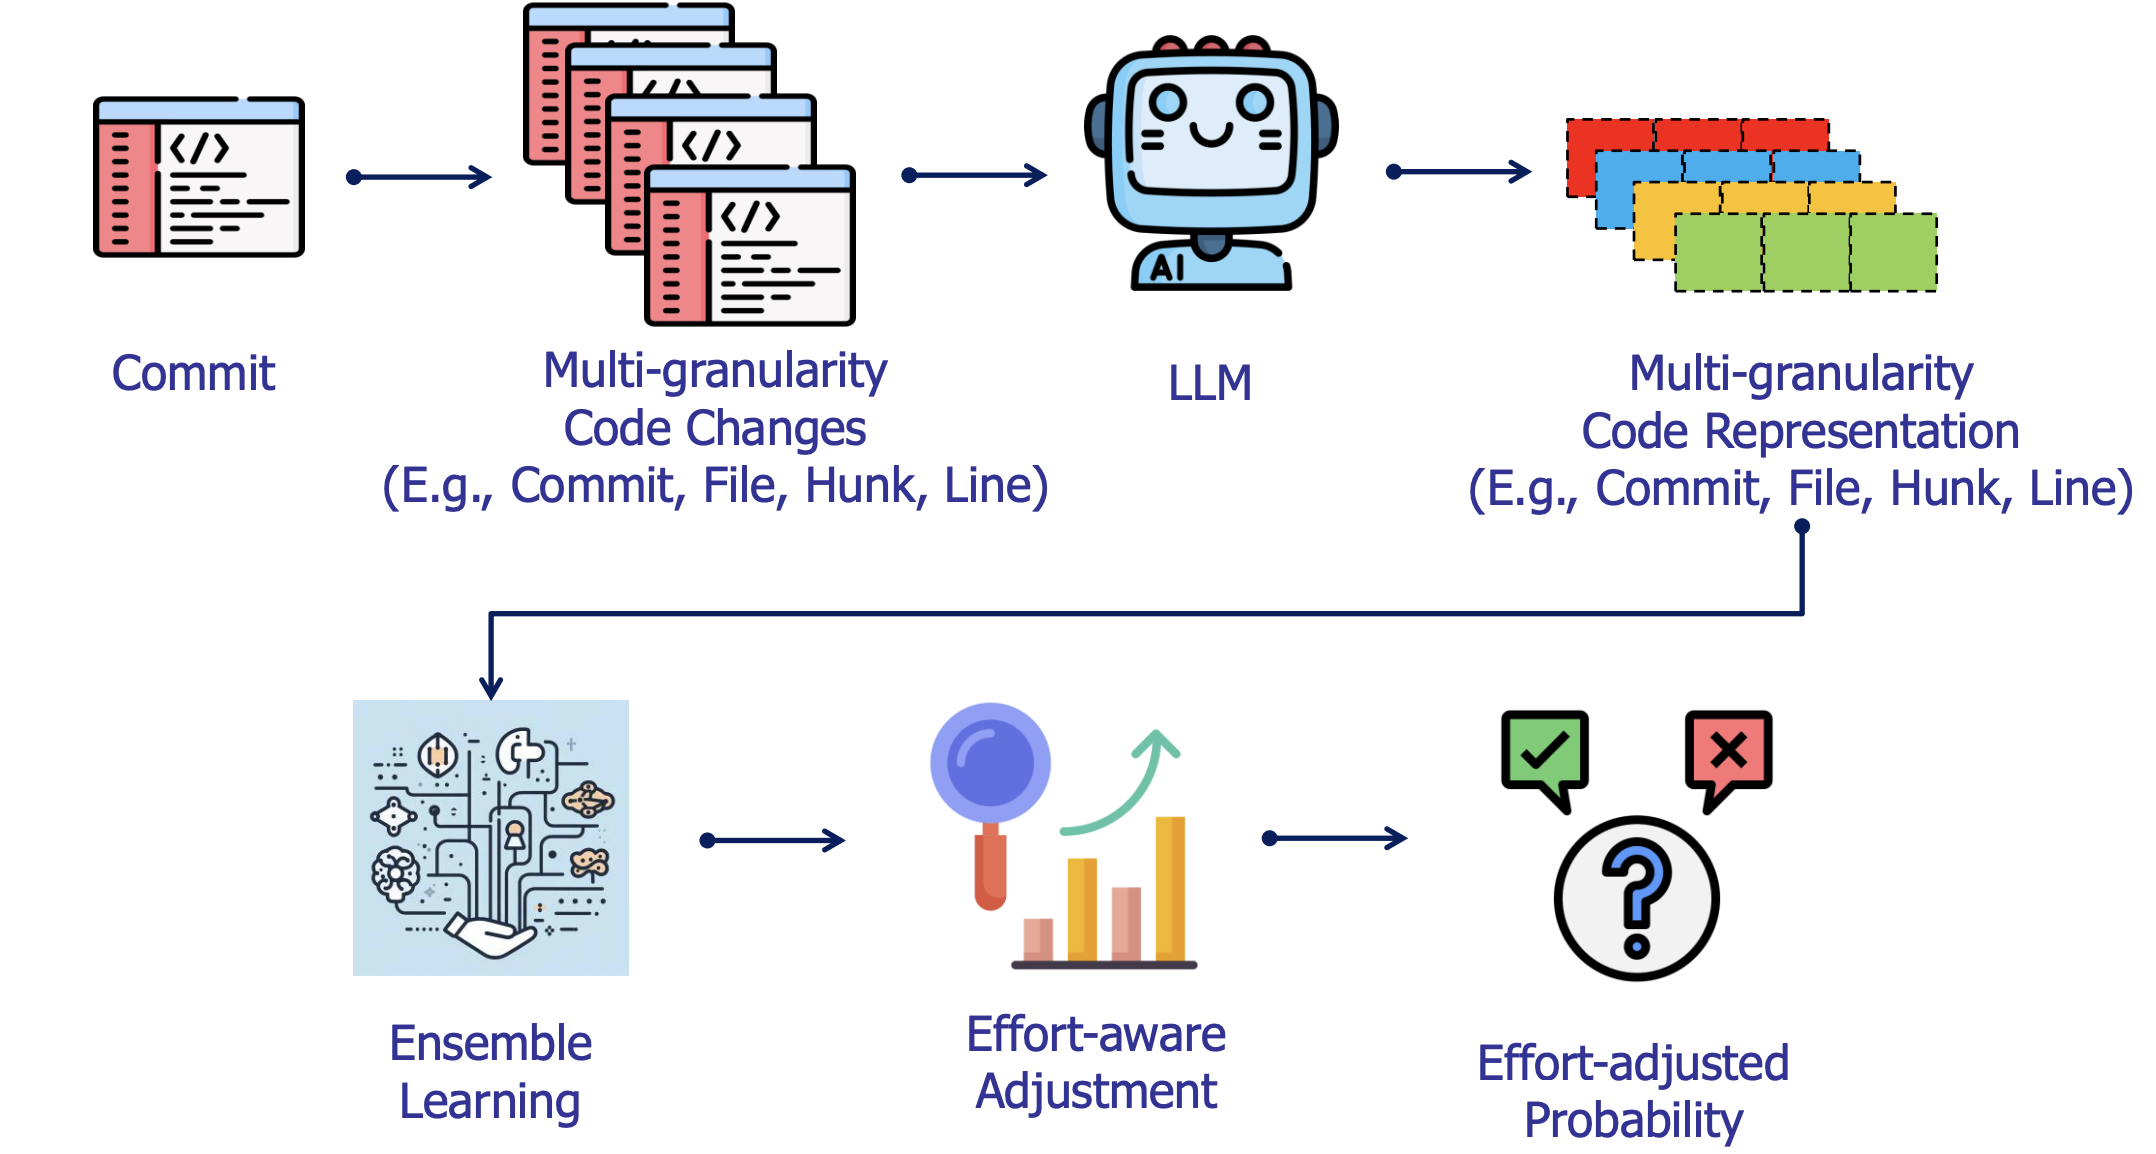 </>
</>
</>
</>
AI
Commit
Multi-granularity
Code Changes
(E.g., Commit, File, Hunk, Line)
LLM
Multi-granularity
Code Representation
(E.g., Commit, File, Hunk, Line)
Ensemble
Learning
Effort-aware
Adjustment
?
Effort-adjusted
Probability